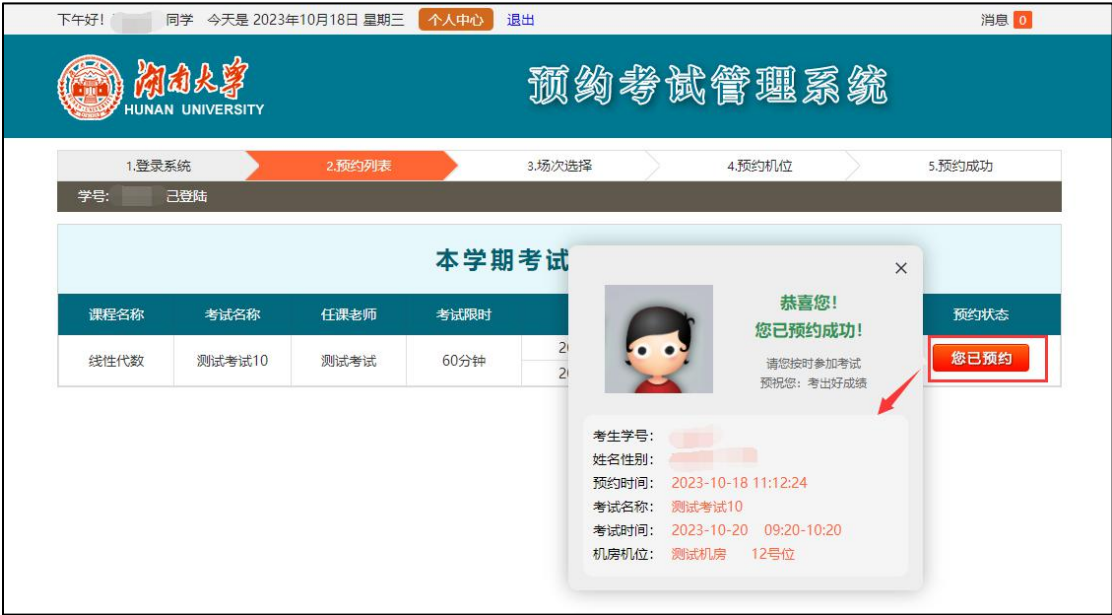 下午好! 同学 今天是 2023年10月18日 星期三 个人中心 退出 消息 0
湖南大学
HUNAN UNIVERSITY
预约考试管理系统
1.登录系统 2.预约列表 3.场次选择 4.预约机位 5.预约成功
学号: 己登陆
本学期考试
课程名称 考试名称 任课老师 考试限时 预约状态
线性代数 测试考试10 测试考试 60分钟 您已预约
×
恭喜您!
您已预约成功!
请您按时参加考试
预祝您: 考出好成绩
考生学号:
姓名性别:
预约时间: 2023-10-18 11:12:24
考试名称: 测试考试10
考试时间: 2023-10-20 09:20-10:20
机房机位: 测试机房 12号位